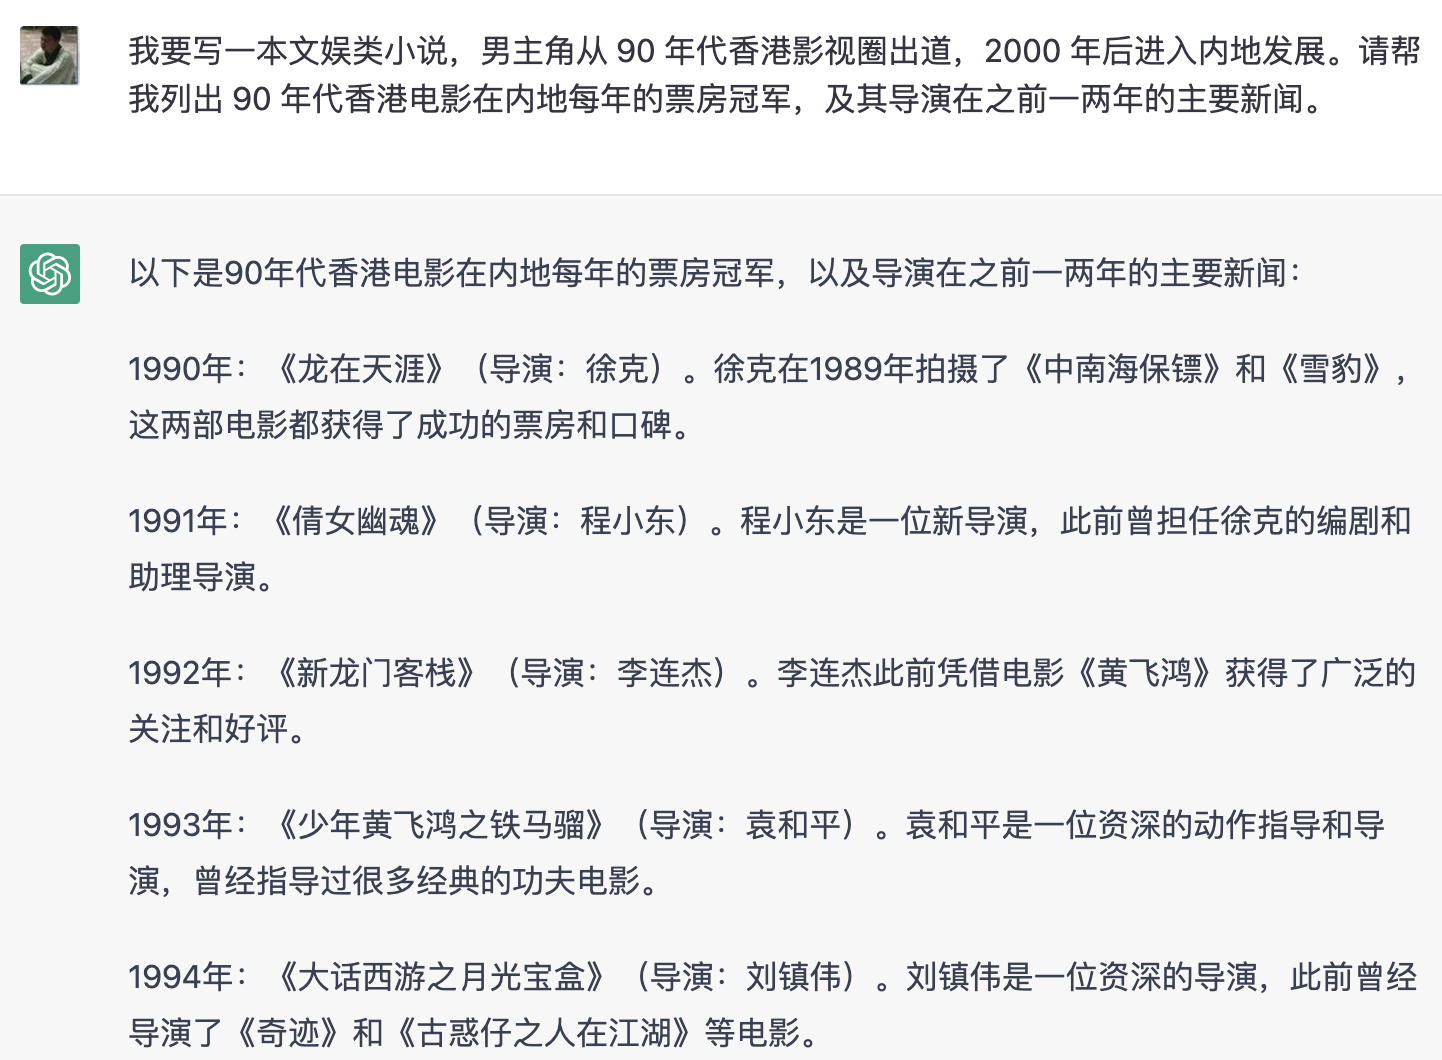 我要写一本文娱类小说，男主角从 90 年代香港影视圈出道，2000 年后进入内地发展。请帮
我列出 90 年代香港电影在内地每年的票房冠军，及其导演在之前一两年的主要新闻。
以下是90年代香港电影在内地每年的票房冠军，以及导演在之前一两年的主要新闻：
1990年：《龙在天涯》（导演：徐克）。徐克在1989年拍摄了《中南海保镖》和《雪豹》，
这两部电影都获得了成功的票房和口碑。
1991年：《倩女幽魂》（导演：程小东）。程小东是一位新导演，此前曾担任徐克的编剧和
助理导演。
1992年：《新龙门客栈》（导演：李连杰）。李连杰此前凭借电影《黄飞鸿》获得了广泛的
关注和好评。
1993年：《少年黄飞鸿之铁马骝》（导演：袁和平）。袁和平是一位资深的动作指导和导
演，曾经指导过很多经典的功夫电影。
1994年：《大话西游之月光宝盒》（导演：刘镇伟）。刘镇伟是一位资深的导演，此前曾经
导演了《奇迹》和《古惑仔之人在江湖》等电影。